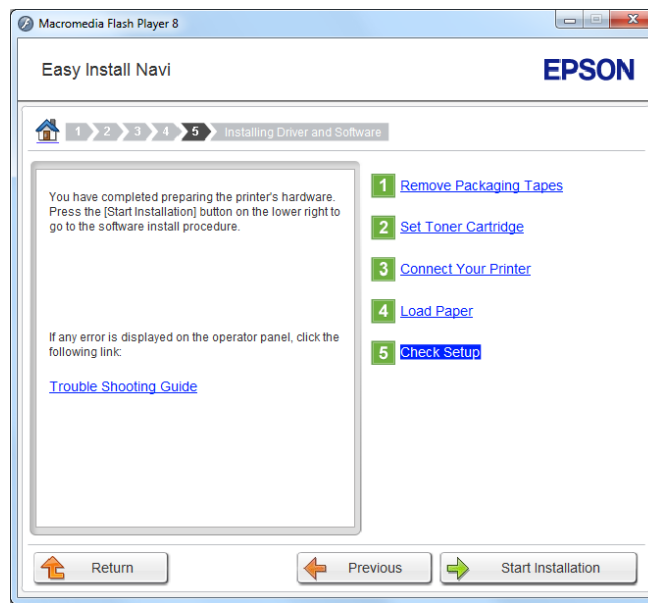 Macromedia Flash Player 8
Easy Install Navi
EPSON
1 2 3 4 5 Installing Driver and Software
You have completed preparing the printer's hardware.
Press the [Start Installation] button on the lower right to
go to the software install procedure.
If any error is displayed on the operator panel, click the
following link:
Trouble Shooting Guide
1 Remove Packaging Tapes
2 Set Toner Cartridge
3 Connect Your Printer
4 Load Paper
5 Check Setup
Return
Previous
Start Installation